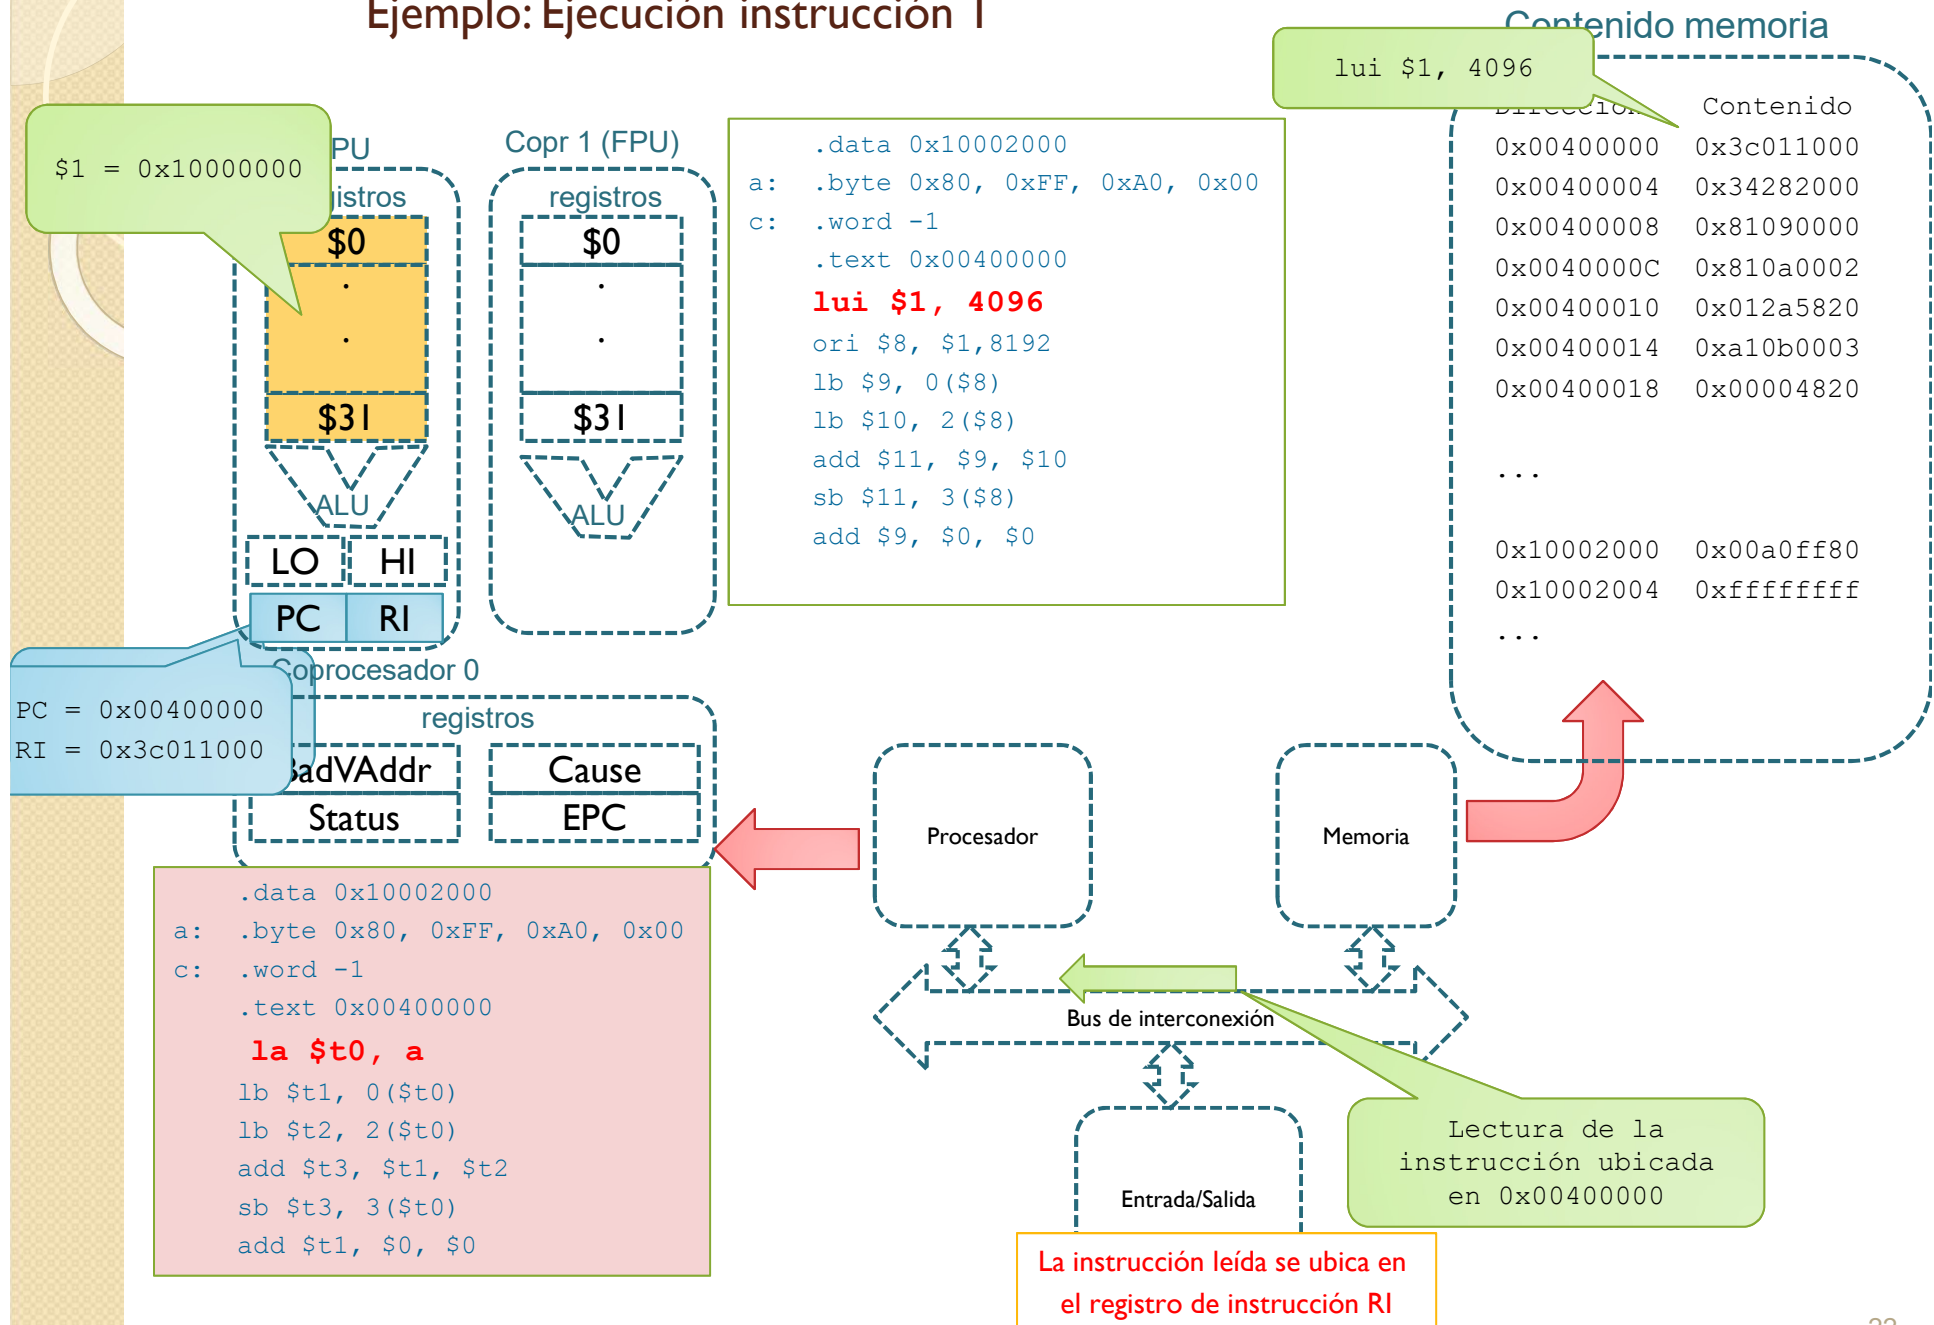 Ejemplo: Ejecución instrucción 1
Contenido memoria
lui $1, 4096
Contenido
0x00400000 0x3c011000
0x00400004 0x34282000
0x00400008 0x81090000
0x0040000C 0x810a0002
0x00400010 0x012a5820
0x00400014 0xa10b0003
0x00400018 0x00004820
...
0x10002000 0x00a0ff80
0x10002004 0xffffffff
...
$1 = 0x10000000
PU
istros
$0
.
.
$31
ALU
LO HI
PC RI
Copr 1 (FPU)
registros
$0
.
.
$31
ALU
.data 0x10002000
a: .byte 0x80, 0xFF, 0xA0, 0x00
c: .word -1
.text 0x00400000
lui $1, 4096
ori $8, $1,8192
lb $9, 0($8)
lb $10, 2($8)
add $11, $9, $10
sb $11, 3($8)
add $9, $0, $0
Coprocesador 0
PC = 0x00400000
RI = 0x3c011000
registros
BadVAddr Cause
Status EPC
.data 0x10002000
a: .byte 0x80, 0xFF, 0xA0, 0x00
c: .word -1
.text 0x00400000
la $t0, a
lb $t1, 0($t0)
lb $t2, 2($t0)
add $t3, $t1, $t2
sb $t3, 3($t0)
add $t1, $0, $0
Procesador
Memoria
Bus de interconexión
Entrada/Salida
Lectura de la
instrucción ubicada
en 0x00400000
La instrucción leída se ubica en
el registro de instrucción RI